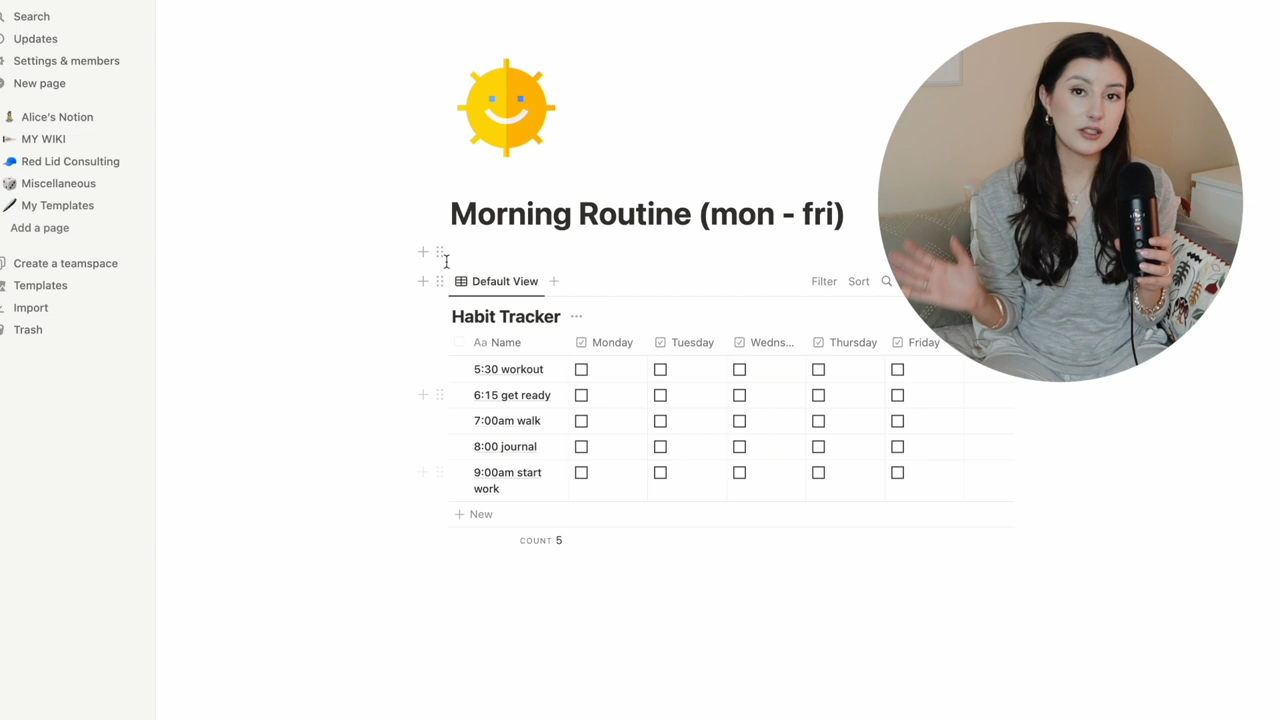 Search
Updates
Settings & members
New page
Alice's Notion
MY WIKI
Red Lid Consulting
Miscellaneous
My Templates
Add a page
Create a teamspace
Templates
Import
Trash
Morning Routine (mon - fri)
Default View
Filter Sort
Habit Tracker
Aa Name Monday Tuesday Wednes... Thursday Friday
5:30 workout
6:15 get ready
7:00am walk
8:00 journal
9:00am start
work
New
COUNT 5